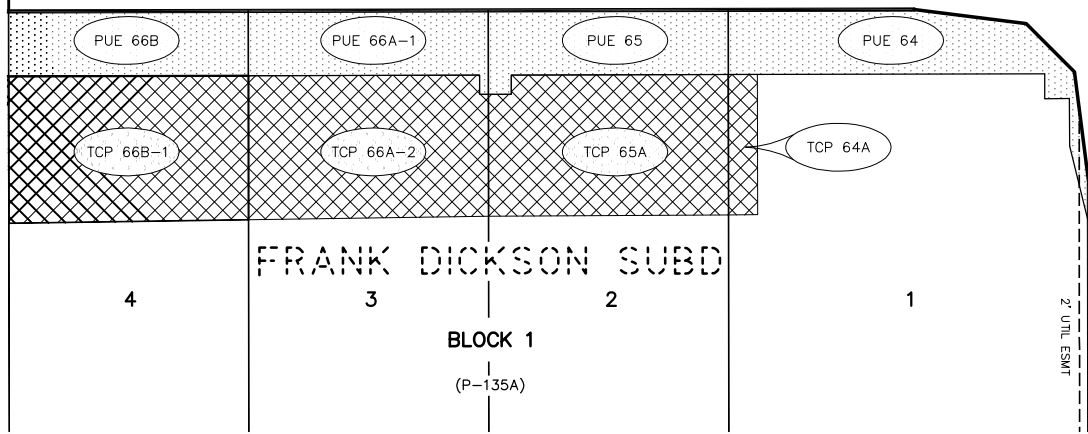 PUE 66B
PUE 66A-1
PUE 65
PUE 64
TCP 66B-1
TCP 66A-2
TCP 65A
TCP 64A
FRANK DICKSON SUBD
4
3
2
1
BLOCK 1
(P-135A)
2' UTIL ESMT